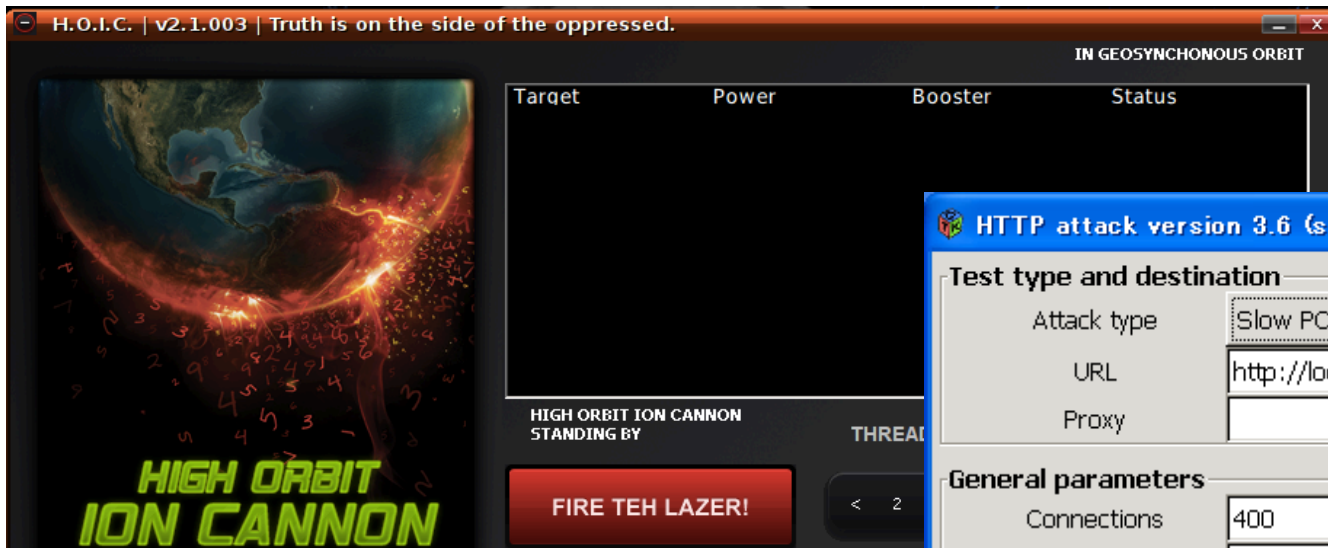 H.O.I.C. | v2.1.003 | Truth is on the side of the oppressed.
IN GEOSYNCHONOUS ORBIT
Target Power Booster Status
HIGH ORBIT ION CANNON
STANDING BY
FIRE TEH LAZER!
< 2
HIGH ORBIT
ION CANNON
HTTP attack version 3.6
Test type and destination
Attack type Slow
URL
Proxy
General parameters
Connections 400